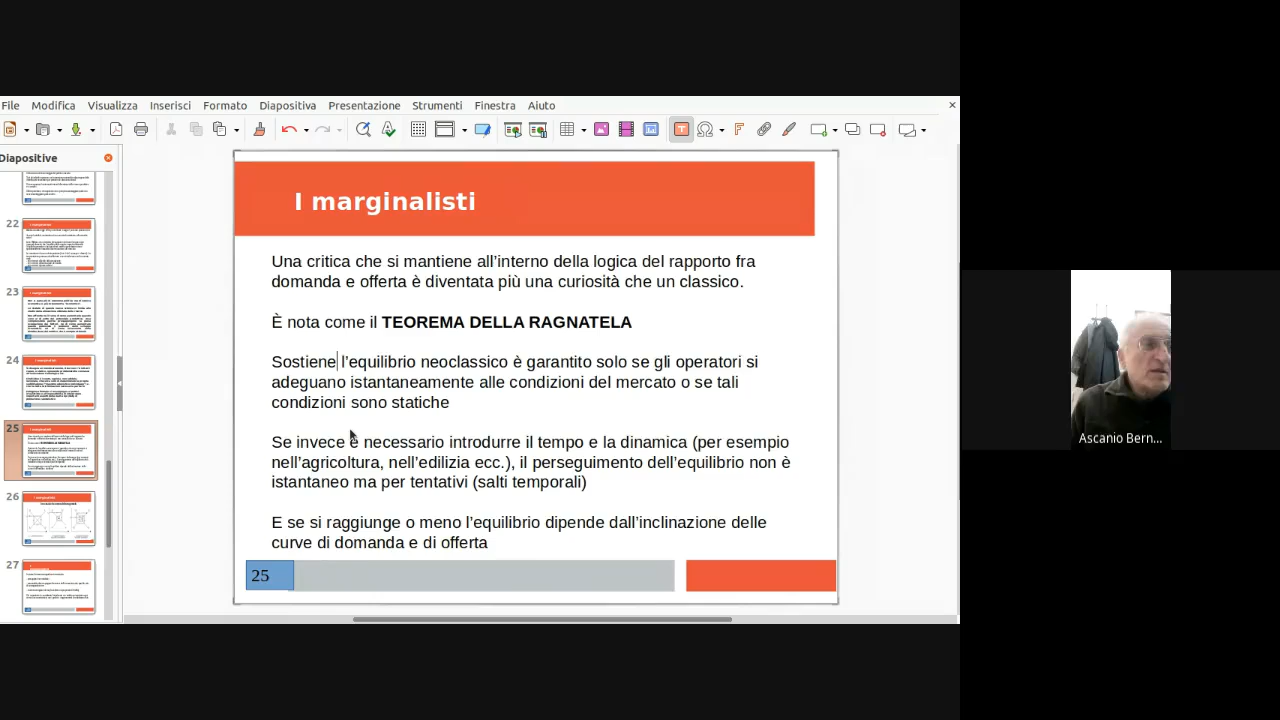 File Modifica Visualizza Inserisci Formato Diapositiva Presentazione Strumenti Finestra Aiuto
Diapositive
22
23
24
25
26
27
I marginalisti
Una critica che si mantiene all'interno della logica del rapporto fra
domanda e offerta è diventata più una curiosità che un classico.
È nota come il TEOREMA DELLA RAGNATELA
Sostiene l'equilibrio neoclassico è garantito solo se gli operatori si
adeguano istantaneamente alle condizioni del mercato o se tali
condizioni sono statiche
Se invece è necessario introdurre il tempo e la dinamica (per esempio
nell'agricoltura, nell'edilizia ecc.), il perseguimento dell'equilibrio non è
istantaneo ma per tentativi (salti temporali)
E se si raggiunge o meno l'equilibrio dipende dall'inclinazione delle
curve di domanda e di offerta
25
Ascanio Bern...